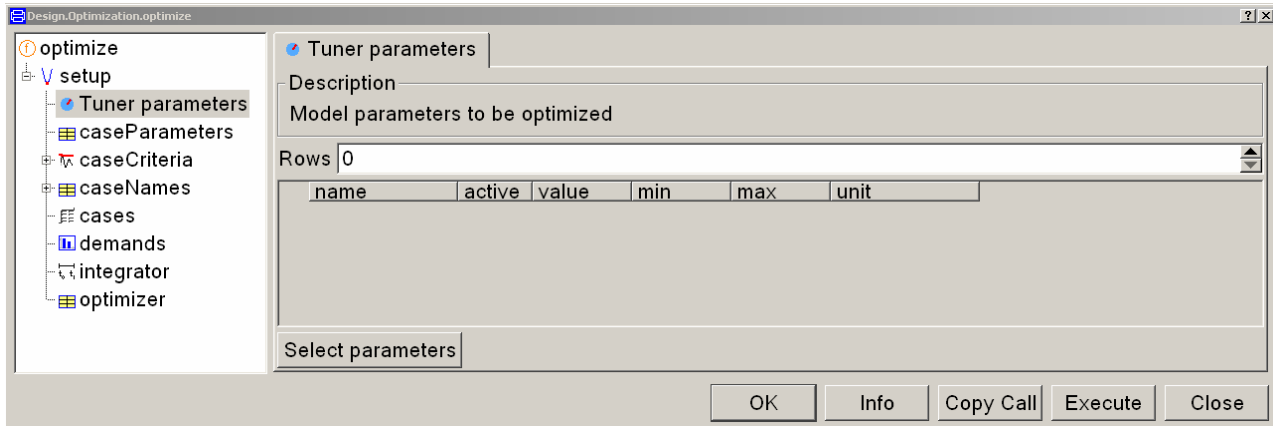 Design.Optimization.optimize
optimize
setup
Tuner parameters
caseParameters
caseCriteria
caseNames
cases
demands
integrator
optimizer
Tuner parameters
Description
Model parameters to be optimized
Rows 0
name active value min max unit
Select parameters
OK Info Copy Call Execute Close